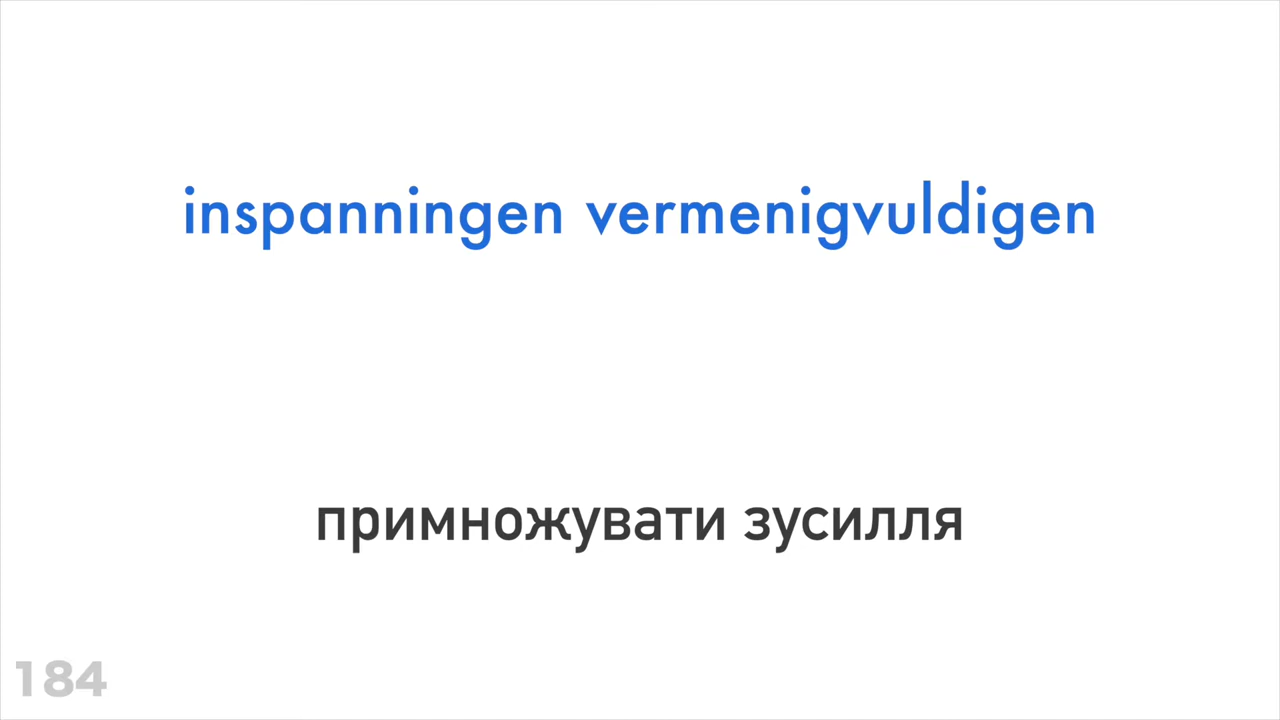 inspanningen vermenigvuldigen
примножувати зусилля
184